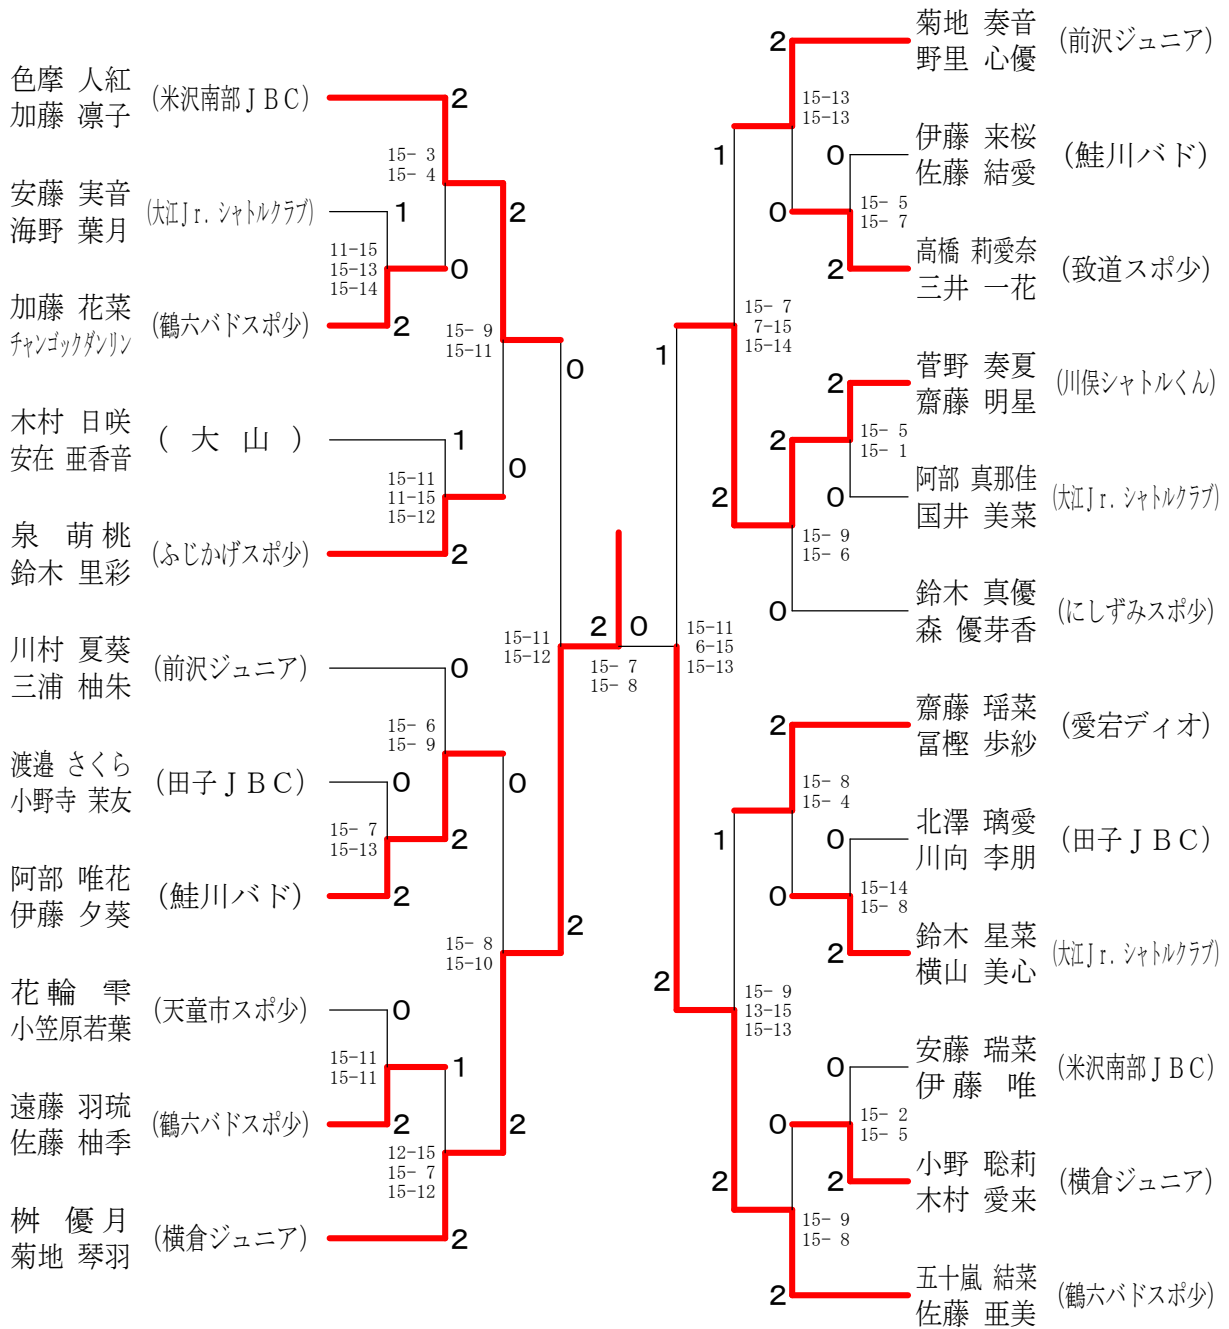 色摩 人紅
加藤 凛子
(米沢南部ＪＢＣ)
2
15- 3
15- 4
安藤 実音
海野 葉月
(大江Ｊｒ．シャトルクラブ)
1
11-15
15-13
15-14
0
2
加藤 花菜
チャンゴックダンリン
(鶴六バドスポ少)
2
15- 9
15-11
0
木村 日咲
安在 亜香音
(大山)
1
15-11
11-15
15-12
0
泉 萌桃
鈴木 里彩
(ふじかげスポ少)
2
川村 夏葵
三浦 柚朱
(前沢ジュニア)
0
15-11
15-12
15- 6
15- 9
渡邉 さくら
小野寺 茉友
(田子ＪＢＣ)
0
0
15- 7
15-13
2
阿部 唯花
伊藤 夕葵
(鮭川バド)
2
2
15- 8
15-10
花輪 雫
小笠原若葉
(天童市スポ少)
0
15-11
15-11
1
遠藤 羽琉
佐藤 柚季
(鶴六バドスポ少)
2
2
12-15
15- 7
15-12
桝 優月
菊地 琴羽
(横倉ジュニア)
2
2
0
15- 7
15- 8
2
菊地 奏音
野里 心優
(前沢ジュニア)
15-13
15-13
1
0
伊藤 来桜
佐藤 結愛
(鮭川バド)
15- 5
15- 7
0
2
高橋 莉愛奈
三井 一花
(致道スポ少)
15- 7
7-15
15-14
1
2
菅野 奏夏
齋藤 明星
(川俣シャトルくん)
15- 5
15- 1
2
0
阿部 真那佳
国井 美菜
(大江Ｊｒ．シャトルクラブ)
2
15- 9
15- 6
0
鈴木 真優
森 優芽香
(にしずみスポ少)
15-11
6-15
15-13
2
齋藤 瑶菜
冨樫 歩紗
(愛宕ディオ)
15- 8
15- 4
1
0
北澤 璃愛
川向 李朋
(田子ＪＢＣ)
15-14
15- 8
0
2
鈴木 星菜
横山 美心
(大江Ｊｒ．シャトルクラブ)
2
15- 9
13-15
15-13
0
安藤 瑞菜
伊藤 唯
(米沢南部ＪＢＣ)
15- 2
15- 5
0
2
小野 聡莉
木村 愛来
(横倉ジュニア)
2
15- 9
15- 8
2
五十嵐 結菜
佐藤 亜美
(鶴六バドスポ少)